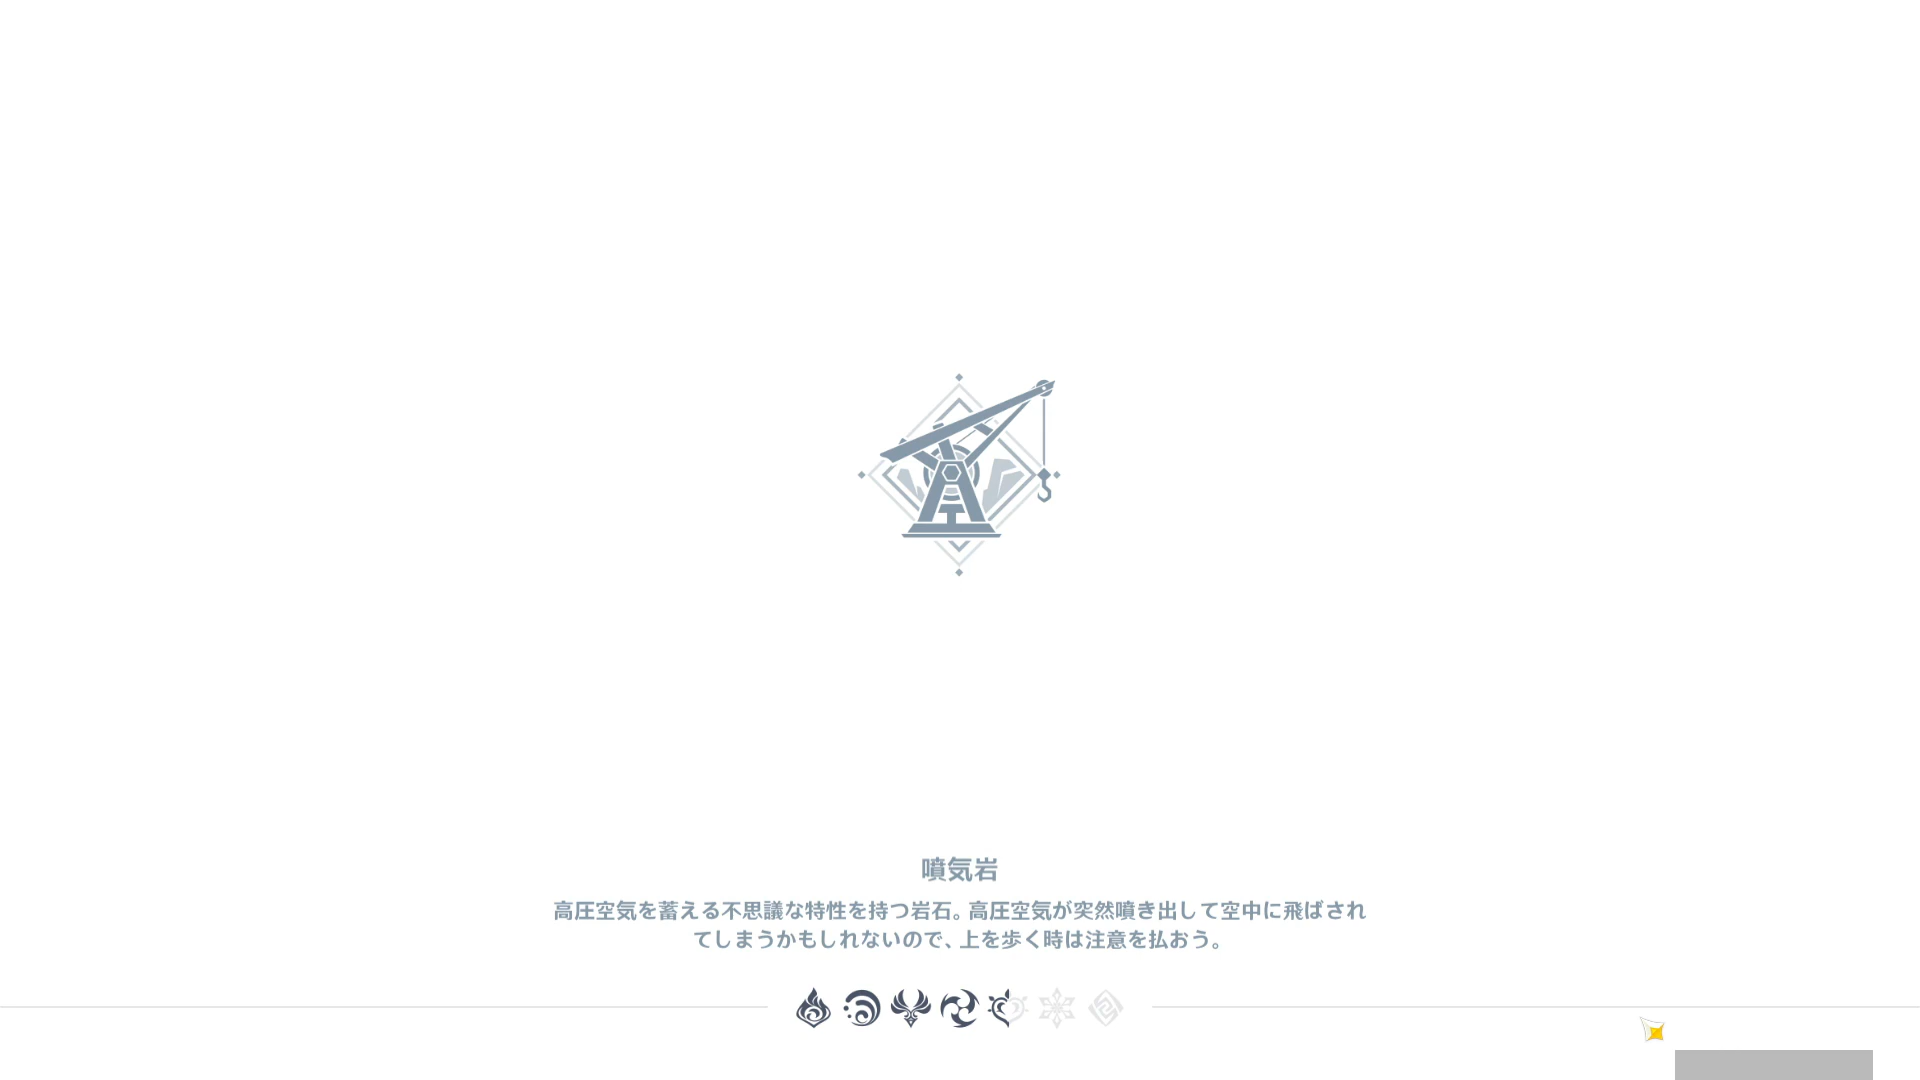 噴気岩
高圧空気を蓄える不思議な特性を持つ岩石。高圧空気が突然噴き出して空中に飛ばされ
てしまうかもしれないので、上を歩く時は注意を払おう。